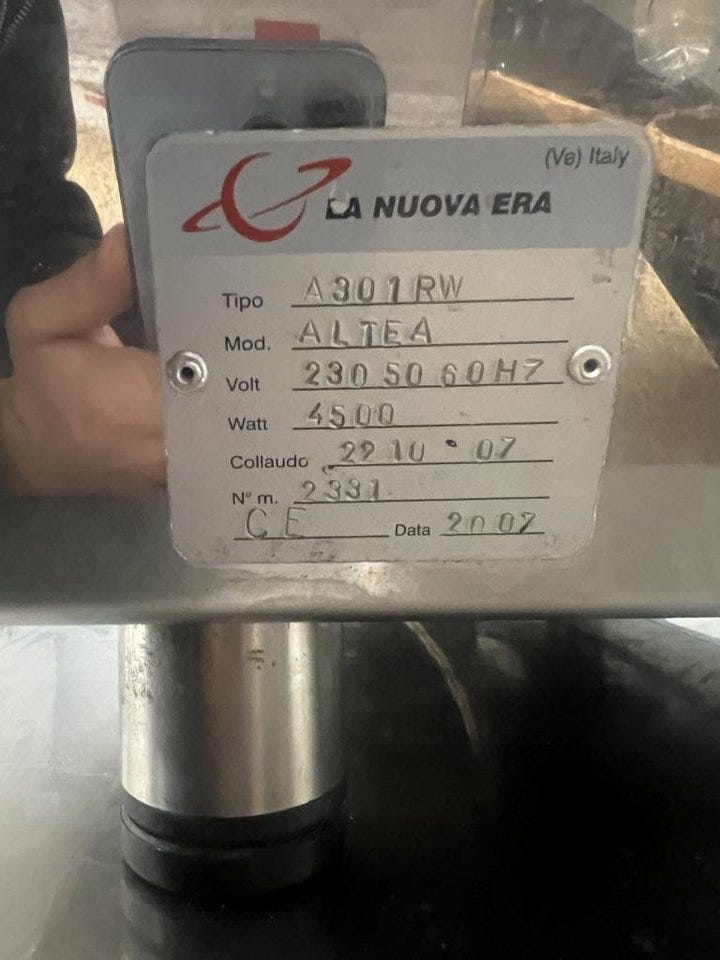 (Ve) Italy
LA NUOVA ERA
Tipo A301RW
Mod. ALTEA
Volt 230 50 60HZ
Watt 4500
Collaudo 22 10 • 07
N° m. 2331
CE Data 2007